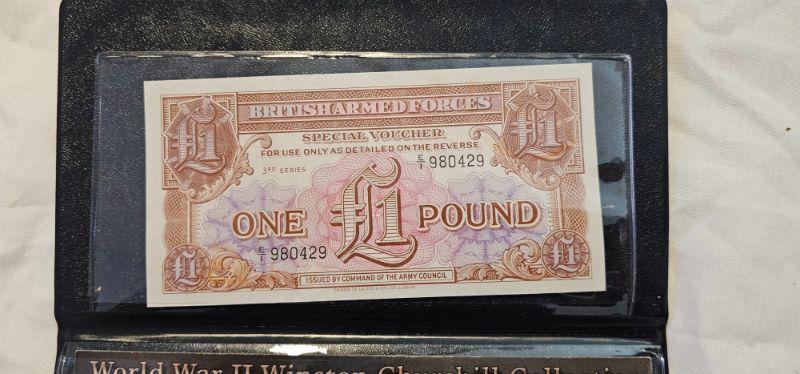 BRITISH ARMED FORCES
£1
£1
SPECIAL VOUCHER
FOR USE ONLY AS DETAILED ON THE REVERSE
3RD SERIES
E/1 980429
ONE £1 POUND
E/1 980429
£1
£1
ISSUED BY COMMAND OF THE ARMY COUNCIL
World War II Winston Churchill